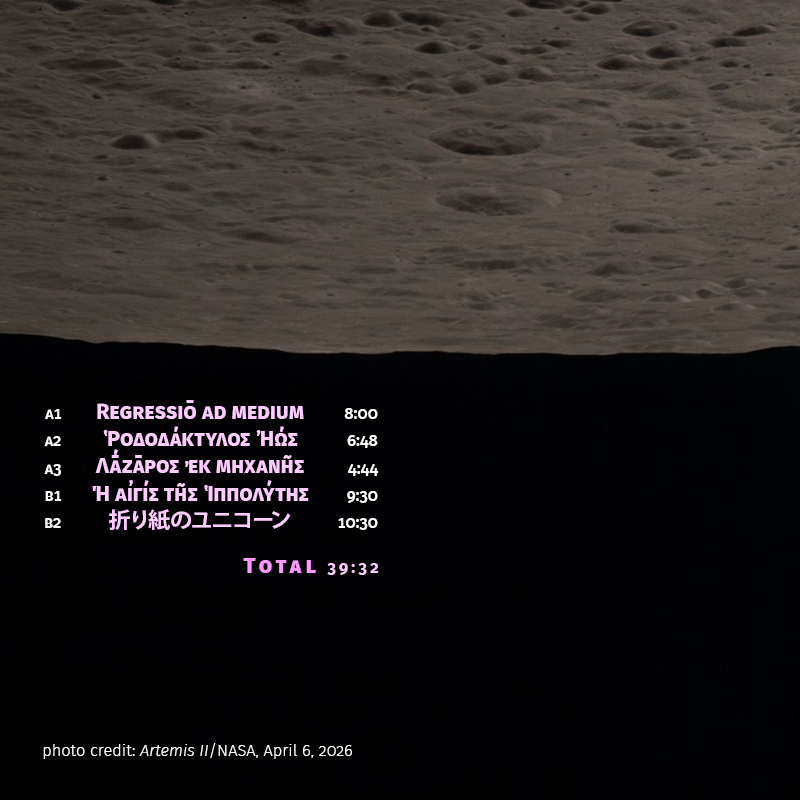 A1 Regressiō ad medium 8:00
A2 Ῥοδοδάκτυλος Ἠώς 6:48
A3 Λᾱ́ζᾱρος ἐκ μηχανῆς 4:44
B1 Ἡ αἰγίς τῆς Ἱππολύτης 9:30
B2 折り紙のユニコーン 10:30
Total 39:32
photo credit: Artemis II/NASA, April 6, 2026